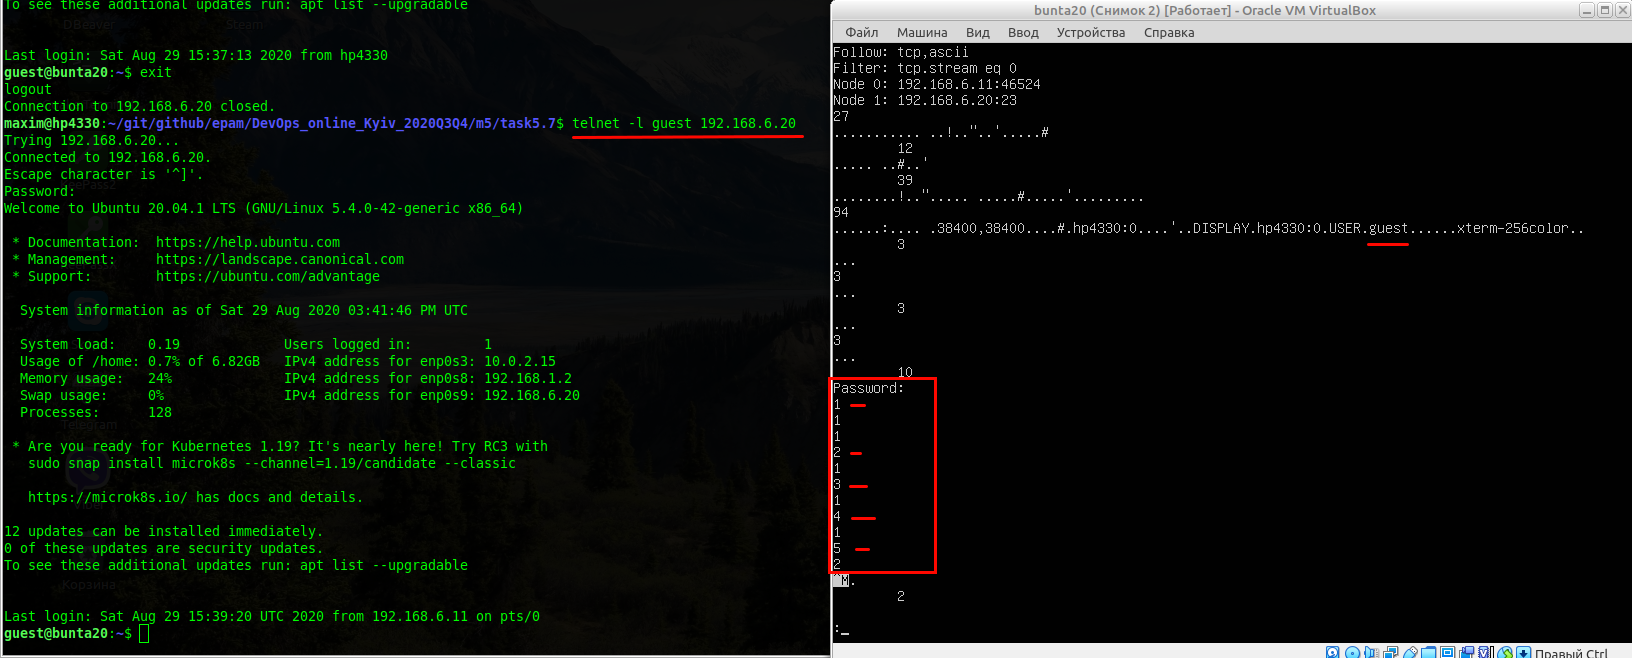 To see these additional updates run: apt list --upgradable
DBeaver
Steam
Last login: Sat Aug 29 15:37:13 2020 from hp4330
guest@bunta20:~$ exit
logout
Connection to 192.168.6.20 closed.
maxim@hp4330:~/git/github/epam/DevOps_online_Kyiv_2020Q3Q4/m5/task5.7$ telnet -l guest 192.168.6.20
Trying 192.168.6.20...
Connected to 192.168.6.20.
Escape character is '^]'.
Password:
Welcome to Ubuntu 20.04.1 LTS (GNU/Linux 5.4.0-42-generic x86_64)
* Documentation: https://help.ubuntu.com
* Management: https://landscape.canonical.com
* Support: https://ubuntu.com/advantage
System information as of Sat 29 Aug 2020 03:41:46 PM UTC
System load: 0.19 Users logged in: 1
Usage of /home: 0.7% of 6.82GB IPv4 address for enp0s3: 10.0.2.15
Memory usage: 24% IPv4 address for enp0s8: 192.168.1.2
Swap usage: 0% IPv4 address for enp0s9: 192.168.6.20
Processes: 128
Telegram
* Are you ready for Kubernetes 1.19? It's nearly here! Try RC3 with
sudo snap install microk8s --channel=1.19/candidate --classic
https://microk8s.io/ has docs and details.
12 updates can be installed immediately.
0 of these updates are security updates.
To see these additional updates run: apt list --upgradable
Корзина
Last login: Sat Aug 29 15:39:20 UTC 2020 from 192.168.6.11 on pts/0
guest@bunta20:~$
bunta20 (Снимок 2) [Работает] - Oracle VM VirtualBox
Файл Машина Вид Ввод Устройства Справка
Follow: tcp,ascii
Filter: tcp.stream eq 0
Node 0: 192.168.6.11:46524
Node 1: 192.168.6.20:23
27
........... ..!.."..'.....#
12
..... ..#..'
39
........!.."..... .....#.....'.........
94
......:.... .38400,38400....#.hp4330:0....'..DISPLAY.hp4330:0.USER.guest......xterm-256color..
3
...
3
...
3
...
3
...
10
Password:
1
1
1
2
1
3
1
4
1
5
2
^M.
2
:_
Правый Ctrl